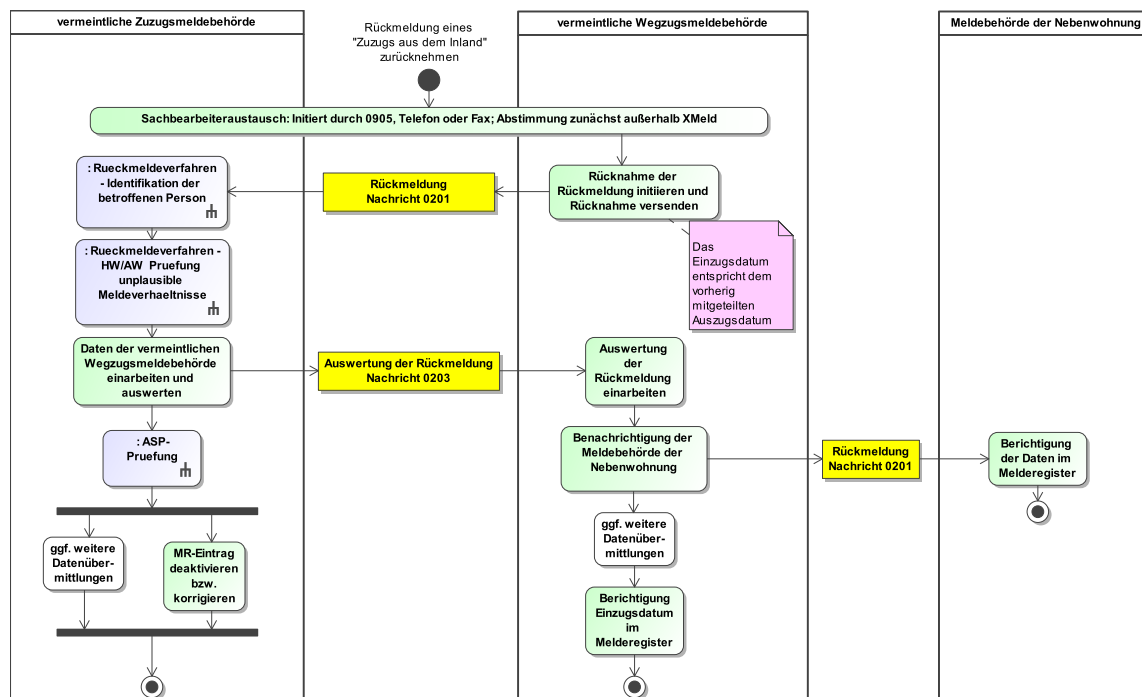 vermeintliche Zuzugsmeldebehörde
vermeintliche Wegzugsmeldebehörde
Meldebehörde der Nebenwohnung
Rückmeldung eines
"Zuzugs aus dem Inland"
zurücknehmen
Sachbearbeiteraustausch: Initiert durch 0905, Telefon oder Fax; Abstimmung zunächst außerhalb XMeld
: Rueckmeldeverfahren
- Identifikation der
betroffenen Person
Rückmeldung
Nachricht 0201
Rücknahme der
Rückmeldung initiieren und
Rücknahme versenden
: Rueckmeldeverfahren -
HW/AW Pruefung
unplausible
Meldeverhaeltnisse
Das
Einzugsdatum
entspricht dem
vorherig
mitgeteilten
Auszugsdatum
Daten der vermeintlichen
Wegzugsmeldebehörde
einarbeiten und
auswerten
Auswertung der Rückmeldung
Nachricht 0203
Auswertung
der
Rückmeldung
einarbeiten
: ASP-
Pruefung
Benachrichtigung der
Meldebehörde der
Nebenwohnung
Rückmeldung
Nachricht 0201
Berichtigung
der Daten im
Melderegister
ggf. weitere
Datenüber-
mittlungen
MR-Eintrag
deaktivieren
bzw.
korrigieren
ggf. weitere
Datenüber-
mittlungen
Berichtigung
Einzugsdatum
im
Melderegister